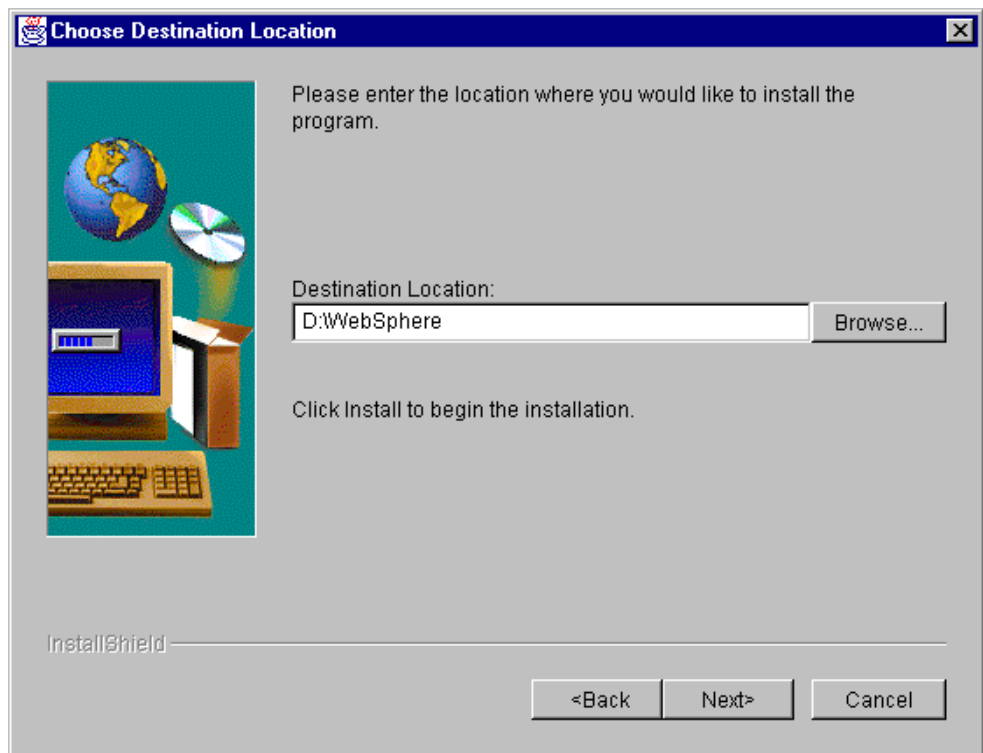 Choose Destination Location
Please enter the location where you would like to install the
program.
Destination Location:
D:\WebSphere
Browse...
Click Install to begin the installation.
InstallShield
<Back
Next>
Cancel